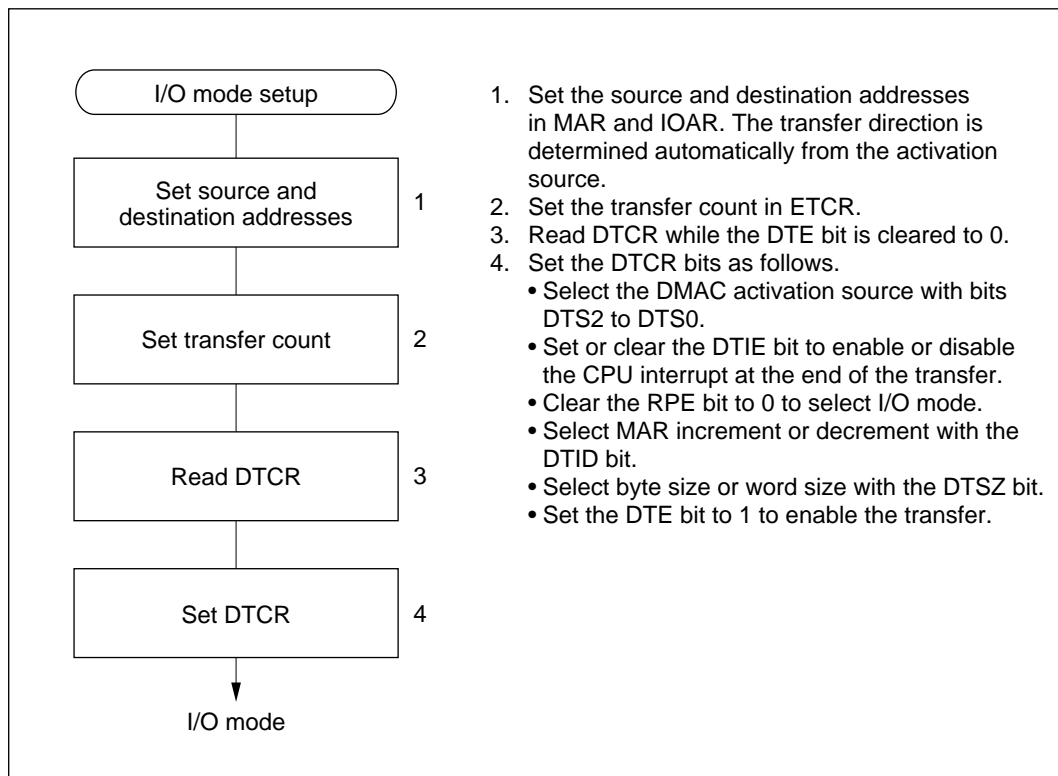 I/O mode setup
Set source and
destination addresses
1
Set transfer count
2
Read DTCR
3
Set DTCR
4
I/O mode
1. Set the source and destination addresses
in MAR and IOAR. The transfer direction is
determined automatically from the activation
source.
2. Set the transfer count in ETCR.
3. Read DTCR while the DTE bit is cleared to 0.
4. Set the DTCR bits as follows.
• Select the DMAC activation source with bits
DTS2 to DTS0.
• Set or clear the DTIE bit to enable or disable
the CPU interrupt at the end of the transfer.
• Clear the RPE bit to 0 to select I/O mode.
• Select MAR increment or decrement with the
DTID bit.
• Select byte size or word size with the DTSZ bit.
• Set the DTE bit to 1 to enable the transfer.